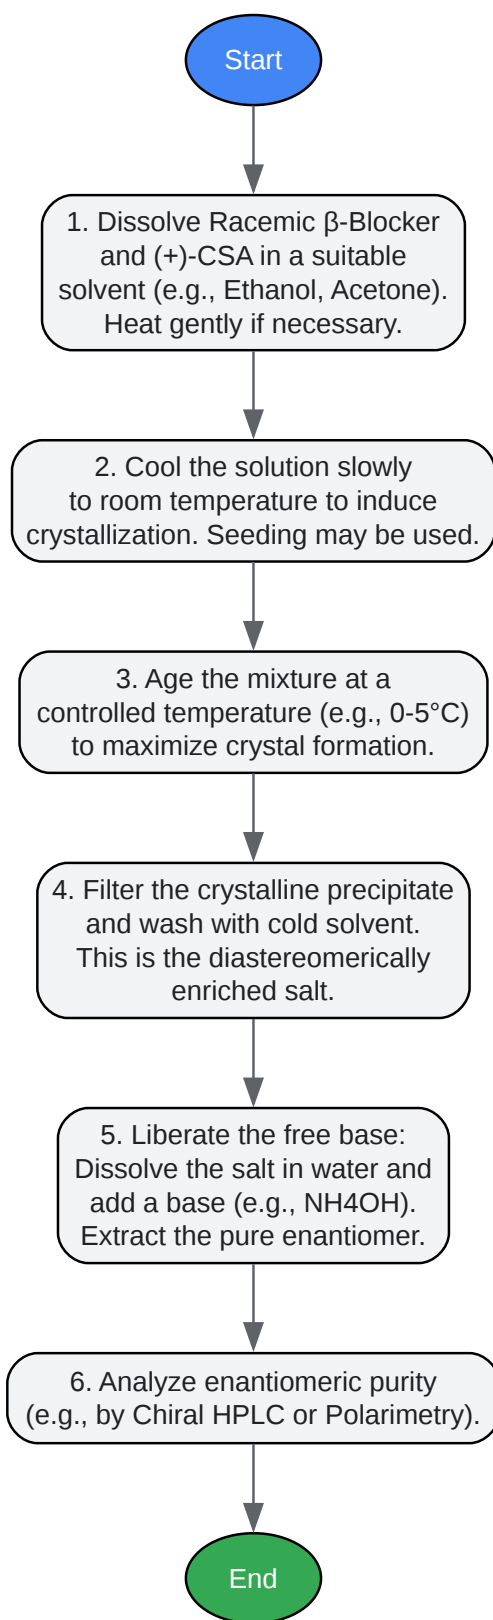 Start
1. Dissolve Racemic β-Blocker
and (+)-CSA in a suitable
solvent (e.g., Ethanol, Acetone).
Heat gently if necessary.
2. Cool the solution slowly
to room temperature to induce
crystallization. Seeding may be used.
3. Age the mixture at a
controlled temperature (e.g., 0-5°C)
to maximize crystal formation.
4. Filter the crystalline precipitate
and wash with cold solvent.
This is the diastereomerically
enriched salt.
5. Liberate the free base:
Dissolve the salt in water and
add a base (e.g., NH4OH).
Extract the pure enantiomer.
6. Analyze enantiomeric purity
(e.g., by Chiral HPLC or Polarimetry).
End